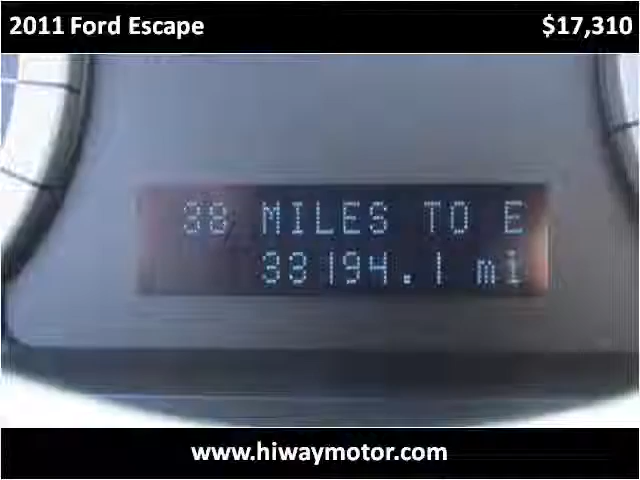 2011 Ford Escape
$17,310
38 MILES TO E
33194.1 mi
www.hiwaymotor.com